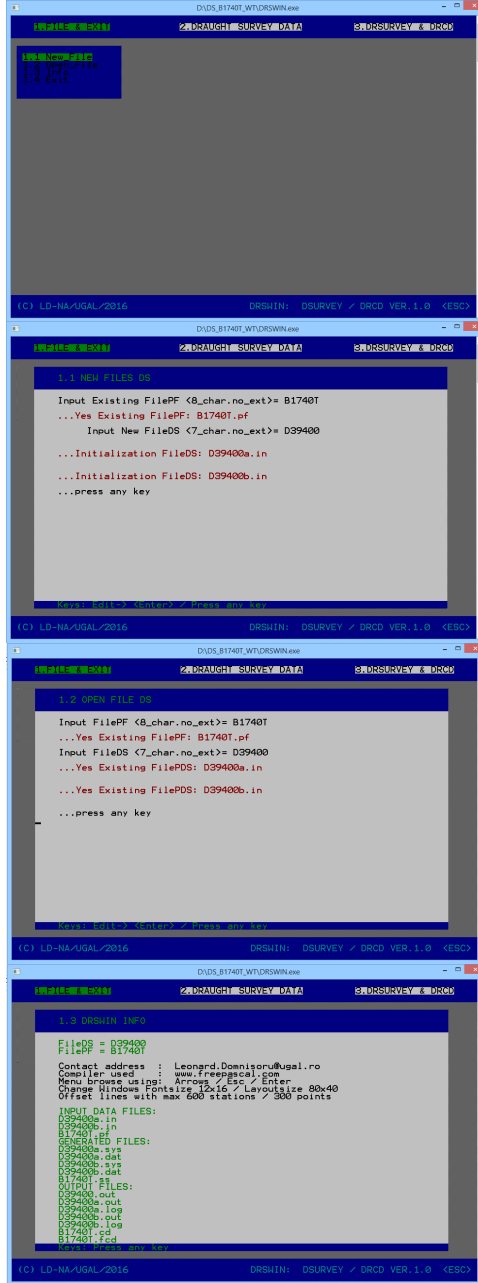 D:\DS_B1740T_WT\DRSWIN.exe
1.FILE & EXIT 2.DRAUGHT SURVEY DATA 3.DRSURVEY & DRCD
1.1 New_File
1.2 Open_File
1.3 Info
1.4 Exit
(C) LD-NA/UGAL/2016 DRSWIN: DSURVEY / DRCD VER.1.0 <ESC>
D:\DS_B1740T_WT\DRSWIN.exe
1.FILE & EXIT 2.DRAUGHT SURVEY DATA 3.DRSURVEY & DRCD
1.1 NEW FILES DS
Input Existing FilePF <8_char.no_ext>= B1740T
...Yes Existing FilePF: B1740T.pf
Input New FileDS <7_char.no_ext>= D39400
...Initialization FileDS: D39400a.in
...Initialization FileDS: D39400b.in
...press any key
Keys: Edit-> <Enter> / Press any key
(C) LD-NA/UGAL/2016 DRSWIN: DSURVEY / DRCD VER.1.0 <ESC>
D:\DS_B1740T_WT\DRSWIN.exe
1.FILE & EXIT 2.DRAUGHT SURVEY DATA 3.DRSURVEY & DRCD
1.2 OPEN FILE DS
Input FilePF <8_char.no_ext>= B1740T
...Yes Existing FilePF: B1740T.pf
Input FileDS <7_char.no_ext>= D39400
...Yes Existing FilePDS: D39400a.in
...Yes Existing FilePDS: D39400b.in
...press any key
Keys: Edit-> <Enter> / Press any key
(C) LD-NA/UGAL/2016 DRSWIN: DSURVEY / DRCD VER.1.0 <ESC>
D:\DS_B1740T_WT\DRSWIN.exe
1.FILE & EXIT 2.DRAUGHT SURVEY DATA 3.DRSURVEY & DRCD
1.3 DRSWIN INFO
FileDS = D39400
FilePF = B1740T
Contact address : Leonard.Domnisoru@ugal.ro
Compiler used : www.freepascal.com
Menu browse using: Arrows / Esc / Enter
Change Windows Fontsize 12x16 / Layoutsize 80x40
Offset lines with max 600 stations / 300 points
INPUT DATA FILES:
D39400a.in
D39400b.in
B1740T.pf
GENERATED FILES:
D39400a.sys
D39400a.dat
D39400b.sys
D39400b.dat
B1740T.ss
OUTPUT FILES:
D39400.out
D39400a.out
D39400a.log
D39400b.out
D39400b.log
B1740T.cd
B1740T.fcd
Keys: Press any key
(C) LD-NA/UGAL/2016 DRSWIN: DSURVEY / DRCD VER.1.0 <ESC>